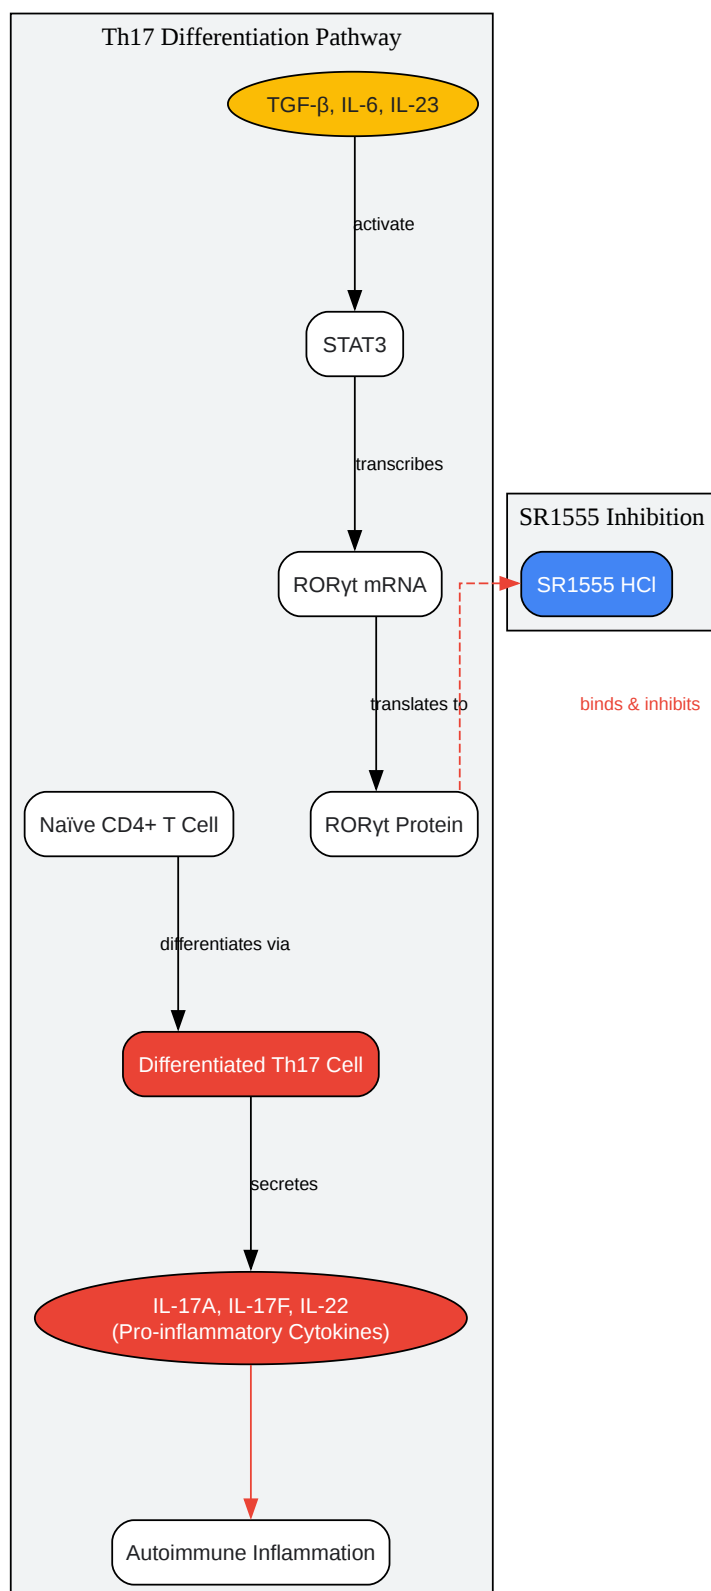 Th17 Differentiation Pathway
TGF-β, IL-6, IL-23
activate
STAT3
transcribes
SR1555 Inhibition
RORγt mRNA
SR1555 HCl
translates to
binds & inhibits
Naïve CD4+ T Cell
RORγt Protein
differentiates via
Differentiated Th17 Cell
secretes
IL-17A, IL-17F, IL-22
(Pro-inflammatory Cytokines)
Autoimmune Inflammation